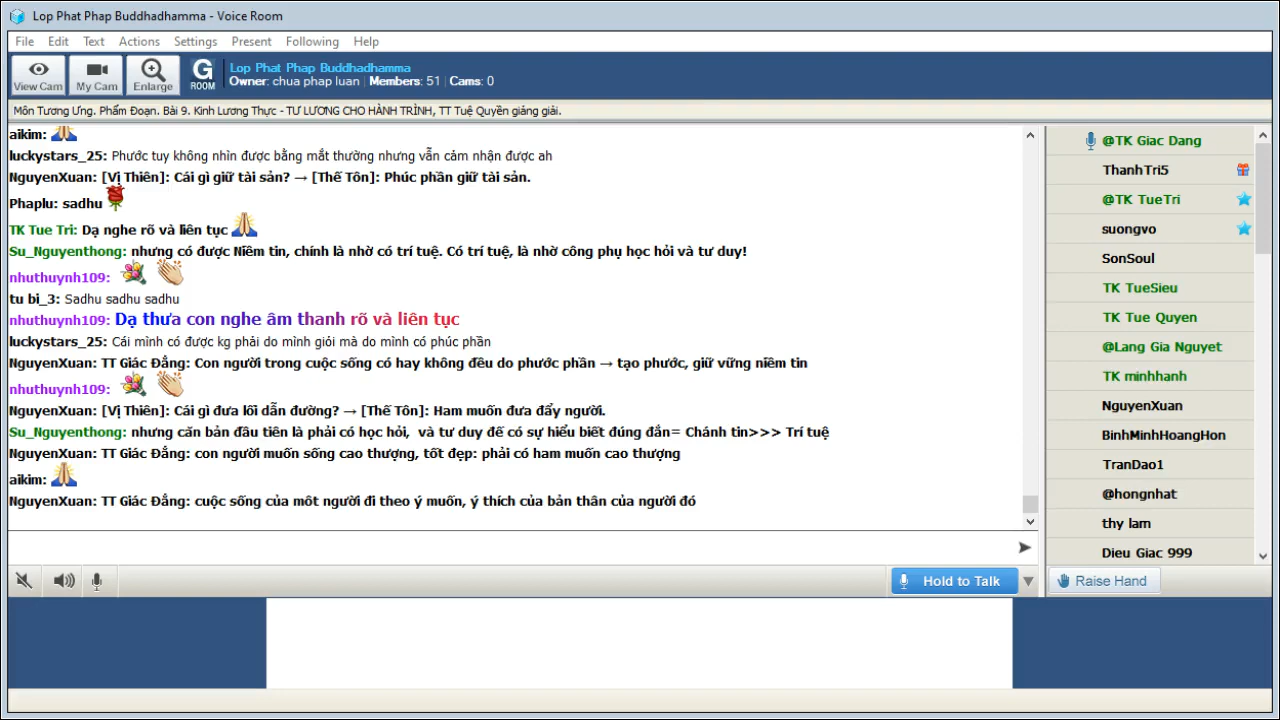 Lop Phat Phap Buddhadhamma - Voice Room
File Edit Text Actions Settings Present Following Help
View Cam My Cam Enlarge G ROOM
Lop Phat Phap Buddhadhamma
Owner: chua phap luan Members: 51 Cams: 0
Môn Tương Ưng. Phẩm Đoạn. Bài 9. Kinh Lương Thực - TƯ LƯƠNG CHO HÀNH TRÌNH, TT Tuệ Quyền giảng giải.
aikim:
luckystars_25: Phước tuy không nhìn được bằng mắt thường nhưng vẫn cảm nhận được ah
NguyenXuan: [Vị Thiên]: Cái gì giữ tài sản? → [Thế Tôn]: Phúc phần giữ tài sản.
Phaplu: sadhu
TK Tue Tri: Dạ nghe rõ và liên tục
Su_Nguyenthong: nhưng có được Niềm tin, chính là nhờ có trí tuệ. Có trí tuệ, là nhờ công phụ học hỏi và tư duy!
nhuthuynh109:
tu bi_3: Sadhu sadhu sadhu
nhuthuynh109: Dạ thưa con nghe âm thanh rõ và liên tục
luckystars_25: Cái mình có được kg phải do mình giỏi mà do mình có phúc phần
NguyenXuan: TT Giác Đẳng: Con người trong cuộc sống có hay không đều do phước phần → tạo phước, giữ vững niềm tin
nhuthuynh109:
NguyenXuan: [Vị Thiên]: Cái gì đưa lối dẫn đường? → [Thế Tôn]: Ham muốn đưa đẩy người.
Su_Nguyenthong: nhưng căn bản đầu tiên là phải có học hỏi, và tư duy để có sự hiểu biết đúng đắn= Chánh tin>>> Trí tuệ
NguyenXuan: TT Giác Đẳng: con người muốn sống cao thượng, tốt đẹp: phải có ham muốn cao thượng
aikim:
NguyenXuan: TT Giác Đẳng: cuộc sống của một người đi theo ý muốn, ý thích của bản thân của người đó
@TK Giac Dang
ThanhTri5
@TK TueTri
suongvo
SonSoul
TK TueSieu
TK Tue Quyen
@Lang Gia Nguyet
TK minhhanh
NguyenXuan
BinhMinhHoangHon
TranDao1
@hongnhat
thy lam
Dieu Giac 999
Hold to Talk
Raise Hand